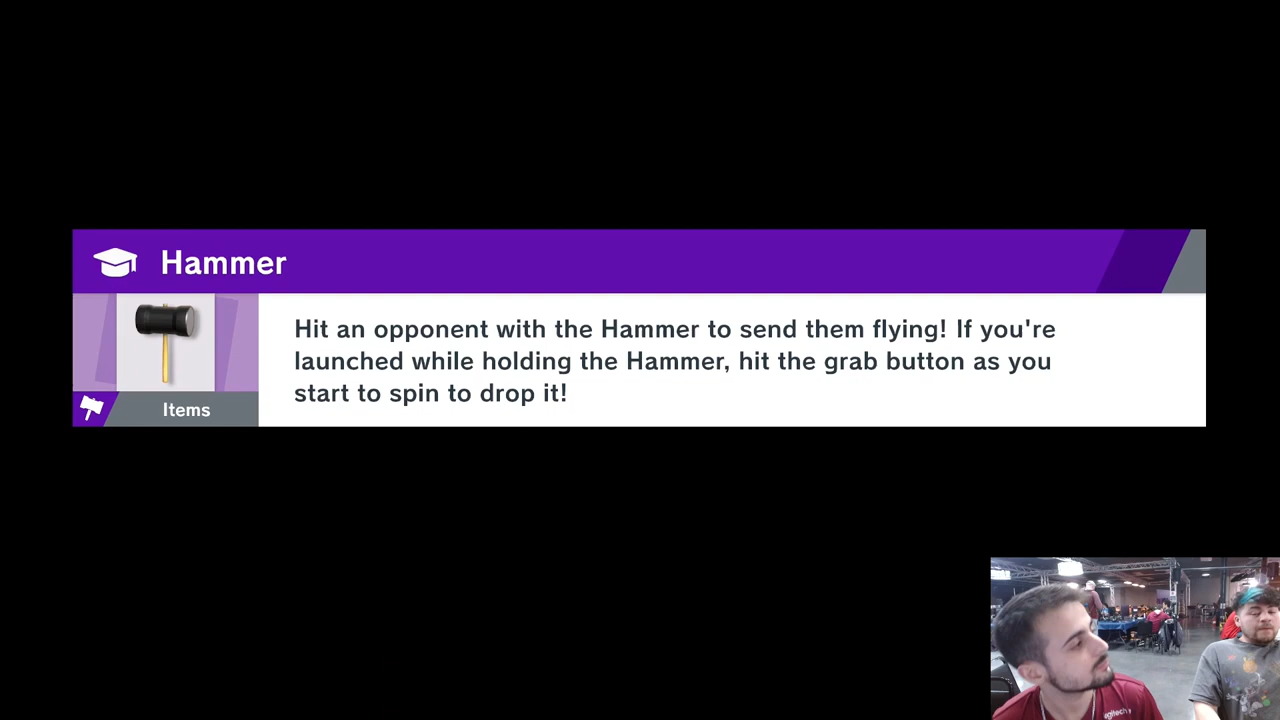 Hammer
Hit an opponent with the Hammer to send them flying! If you're
launched while holding the Hammer, hit the grab button as you
start to spin to drop it!
Items
logitech